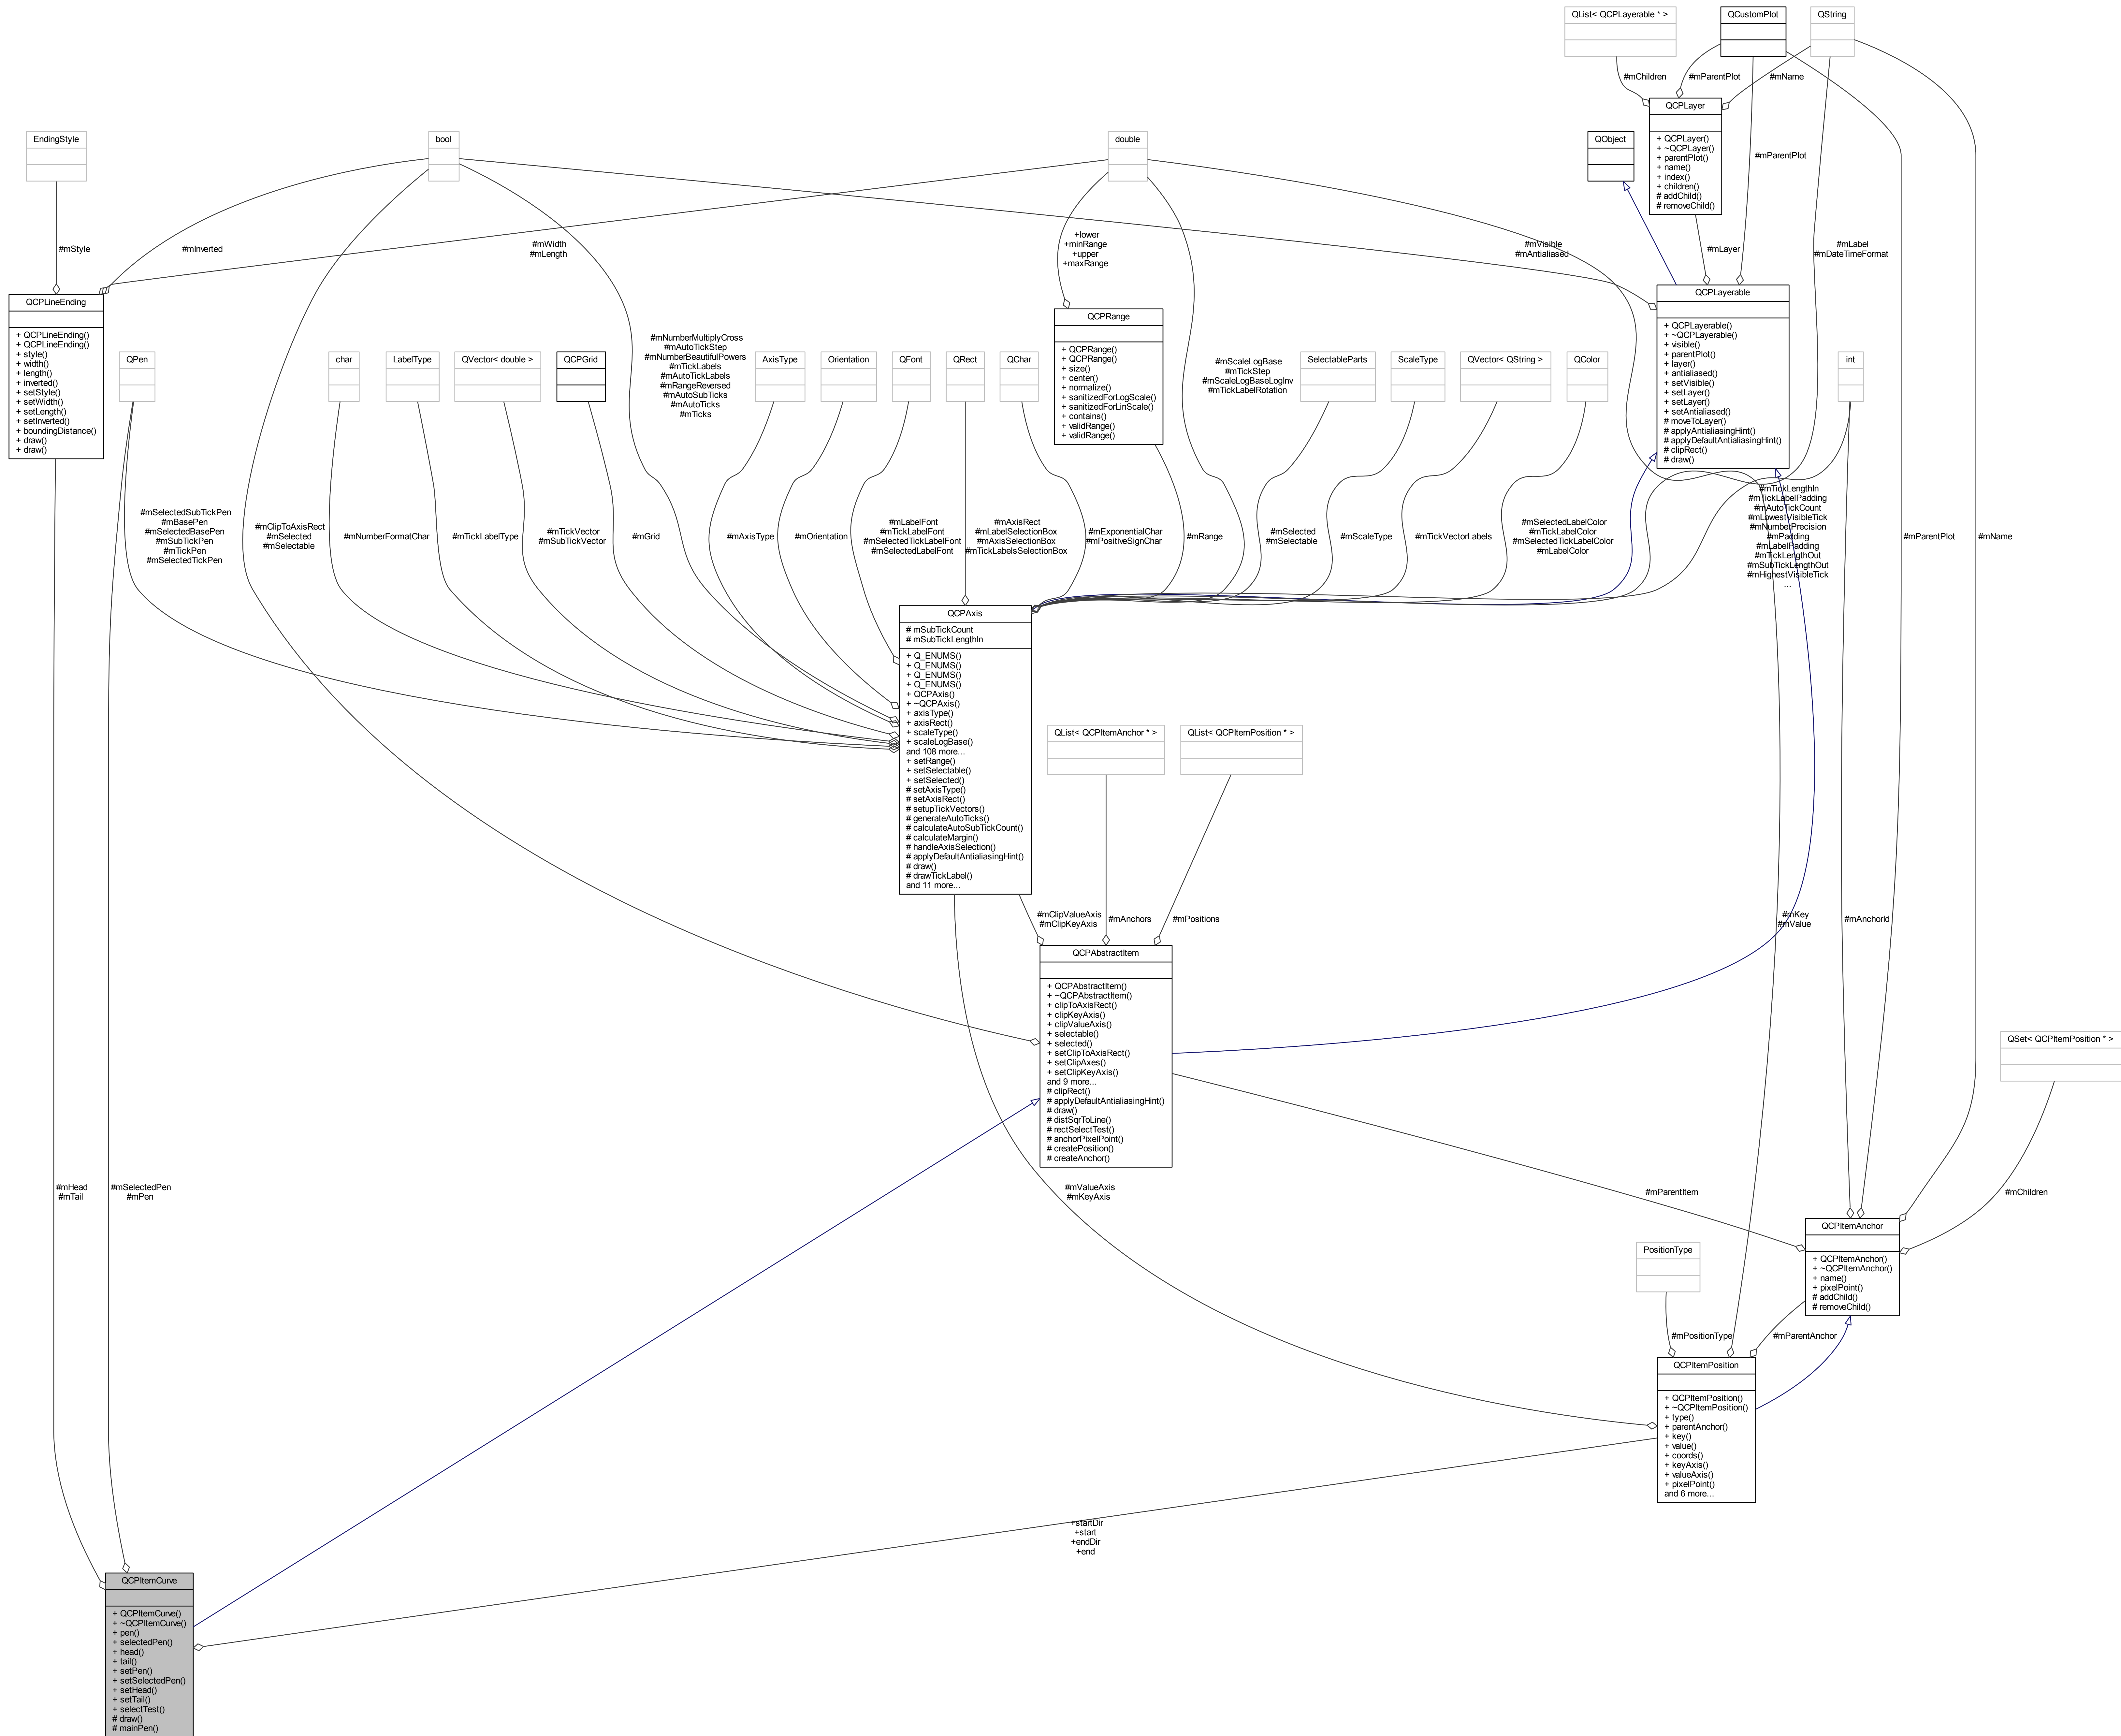 QList< QCPLayerable * >
QCustomPlot
QString
#mChildren
#mParentPlot
#mName
QCPLayer
+ QCPLayer()
+ ~QCPLayer()
+ parentPlot()
+ name()
+ index()
+ children()
# addChild()
# removeChild()
EndingStyle
bool
double
QObject
#mParentPlot
#mStyle
#mInverted
#mWidth
#mLength
+lower
+minRange
+upper
+maxRange
#mVisible
#mAntialiased
#mLayer
#mLabel
#mDateTimeFormat
QCPLineEnding
+ QCPLineEnding()
+ QCPLineEnding()
+ style()
+ width()
+ length()
+ inverted()
+ setStyle()
+ setWidth()
+ setLength()
+ setInverted()
+ boundingDistance()
+ draw()
+ draw()
QCPRange
+ QCPRange()
+ QCPRange()
+ size()
+ center()
+ normalize()
+ sanitizedForLogScale()
+ sanitizedForLinScale()
+ contains()
+ validRange()
+ validRange()
QCPLayerable
+ QCPLayerable()
+ ~QCPLayerable()
+ visible()
+ parentPlot()
+ layer()
+ antialiased()
+ setVisible()
+ setLayer()
+ setLayer()
+ setAntialiased()
# moveToLayer()
# applyAntialiasingHint()
# applyDefaultAntialiasingHint()
# clipRect()
# draw()
QPen
char
LabelType
QVector< double >
QCPGrid
#mNumberMultiplyCross
#mAutoTickStep
#mNumberBeautifulPowers
#mTickLabels
#mAutoTickLabels
#mRangeReversed
#mAutoSubTicks
#mAutoTicks
#mTicks
AxisType
Orientation
QFont
QRect
QChar
#mScaleLogBase
#mTickStep
#mScaleLogBaseLogInv
#mTickLabelRotation
SelectableParts
ScaleType
QVector< QString >
QColor
int
#mSelectedSubTickPen
#mBasePen
#mSelectedBasePen
#mSubTickPen
#mTickPen
#mSelectedTickPen
#mClipToAxisRect
#mSelected
#mSelectable
#mNumberFormatChar
#mTickLabelType
#mTickVector
#mSubTickVector
#mGrid
#mAxisType
#mOrientation
#mLabelFont
#mTickLabelFont
#mSelectedTickLabelFont
#mSelectedLabelFont
#mAxisRect
#mLabelSelectionBox
#mAxisSelectionBox
#mTickLabelsSelectionBox
#mExponentialChar
#mPositiveSignChar
#mRange
#mSelected
#mSelectable
#mScaleType
#mTickVectorLabels
#mSelectedLabelColor
#mTickLabelColor
#mSelectedTickLabelColor
#mLabelColor
#mTickLengthIn
#mTickLabelPadding
#mAutoTickCount
#mLowestVisibleTick
#mNumberPrecision
#mPadding
#mLabelPadding
#mTickLengthOut
#mSubTickLengthOut
#mHighestVisibleTick
...
#mParentPlot
#mName
QCPAxis
# mSubTickCount
# mSubTickLengthIn
+ Q_ENUMS()
+ Q_ENUMS()
+ Q_ENUMS()
+ Q_ENUMS()
+ QCPAxis()
+ ~QCPAxis()
+ axisType()
+ axisRect()
+ scaleType()
+ scaleLogBase()
and 108 more...
+ setRange()
+ setSelectable()
+ setSelected()
# setAxisType()
# setAxisRect()
# setupTickVectors()
# generateAutoTicks()
# calculateAutoSubTickCount()
# calculateMargin()
# handleAxisSelection()
# applyDefaultAntialiasingHint()
# draw()
# drawTickLabel()
and 11 more...
QList< QCPItemAnchor * >
QList< QCPItemPosition * >
#mClipValueAxis
#mClipKeyAxis
#mAnchors
#mPositions
#mKey
#mValue
#mAnchorId
QCPAbstractItem
+ QCPAbstractItem()
+ ~QCPAbstractItem()
+ clipToAxisRect()
+ clipKeyAxis()
+ clipValueAxis()
+ selectable()
+ selected()
+ setClipToAxisRect()
+ setClipAxes()
+ setClipKeyAxis()
and 9 more...
# clipRect()
# applyDefaultAntialiasingHint()
# draw()
# distSqrToLine()
# rectSelectTest()
# anchorPixelPoint()
# createPosition()
# createAnchor()
QSet< QCPItemPosition * >
#mHead
#mTail
#mSelectedPen
#mPen
#mValueAxis
#mKeyAxis
#mParentItem
#mChildren
QCPItemAnchor
+ QCPItemAnchor()
+ ~QCPItemAnchor()
+ name()
+ pixelPoint()
# addChild()
# removeChild()
PositionType
#mPositionType
#mParentAnchor
QCPItemPosition
+ QCPItemPosition()
+ ~QCPItemPosition()
+ type()
+ parentAnchor()
+ key()
+ value()
+ coords()
+ keyAxis()
+ valueAxis()
+ pixelPoint()
and 6 more...
+startDir
+start
+endDir
+end
QCPItemCurve
+ QCPItemCurve()
+ ~QCPItemCurve()
+ pen()
+ selectedPen()
+ head()
+ tail()
+ setPen()
+ setSelectedPen()
+ setHead()
+ setTail()
+ selectTest()
# draw()
# mainPen()